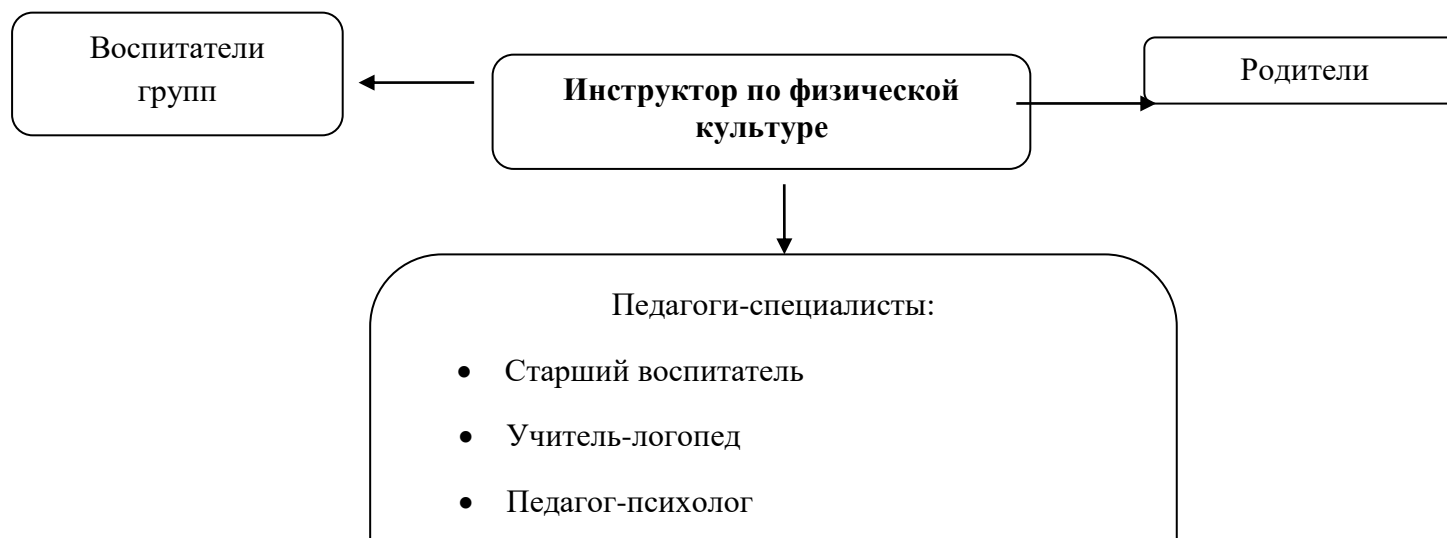 Воспитатели
групп
Инструктор по физической
культуре
Родители
Педагоги-специалисты:
• Старший воспитатель
• Учитель-логопед
• Педагог-психолог